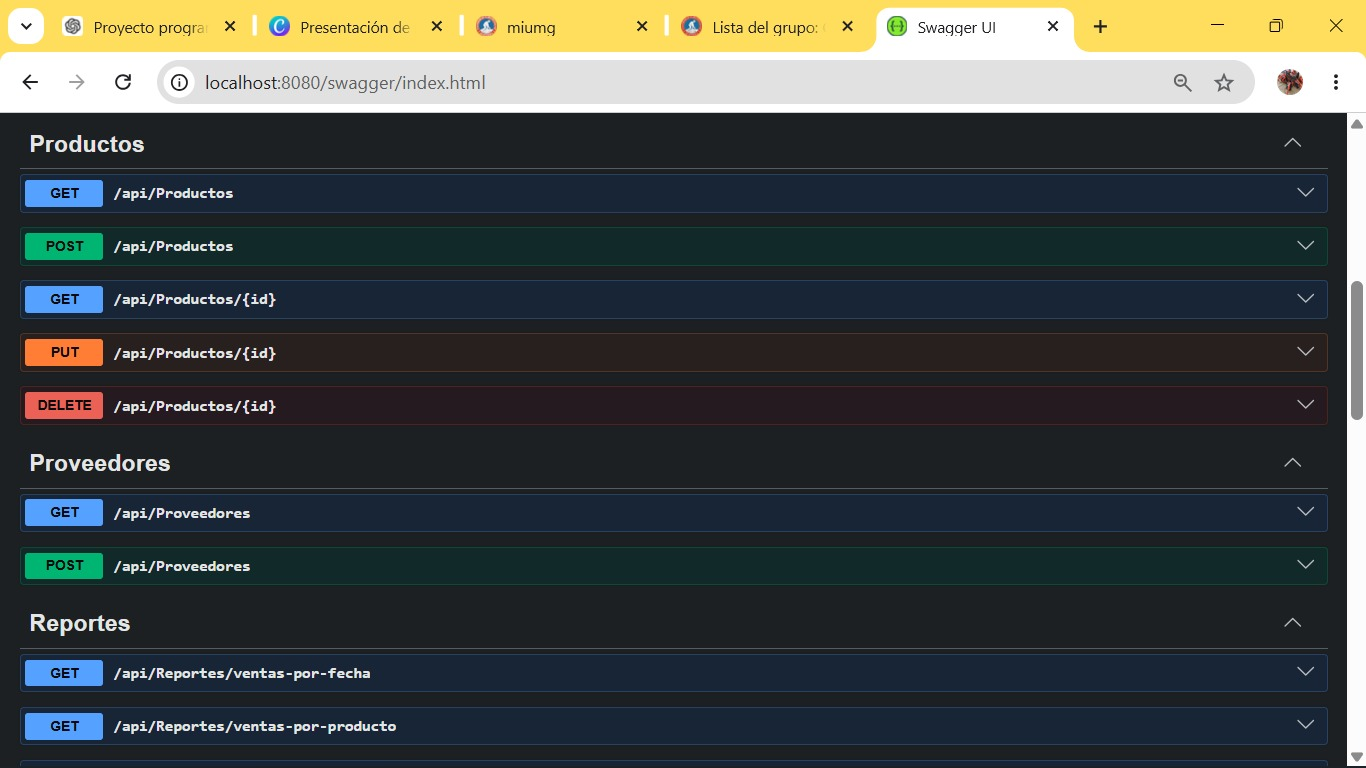 Proyecto progra
Presentación de
miumg
Lista del grupo:
Swagger UI
localhost:8080/swagger/index.html
Productos
GET /api/Productos
POST /api/Productos
GET /api/Productos/{id}
PUT /api/Productos/{id}
DELETE /api/Productos/{id}
Proveedores
GET /api/Proveedores
POST /api/Proveedores
Reportes
GET /api/Reportes/ventas-por-fecha
GET /api/Reportes/ventas-por-producto